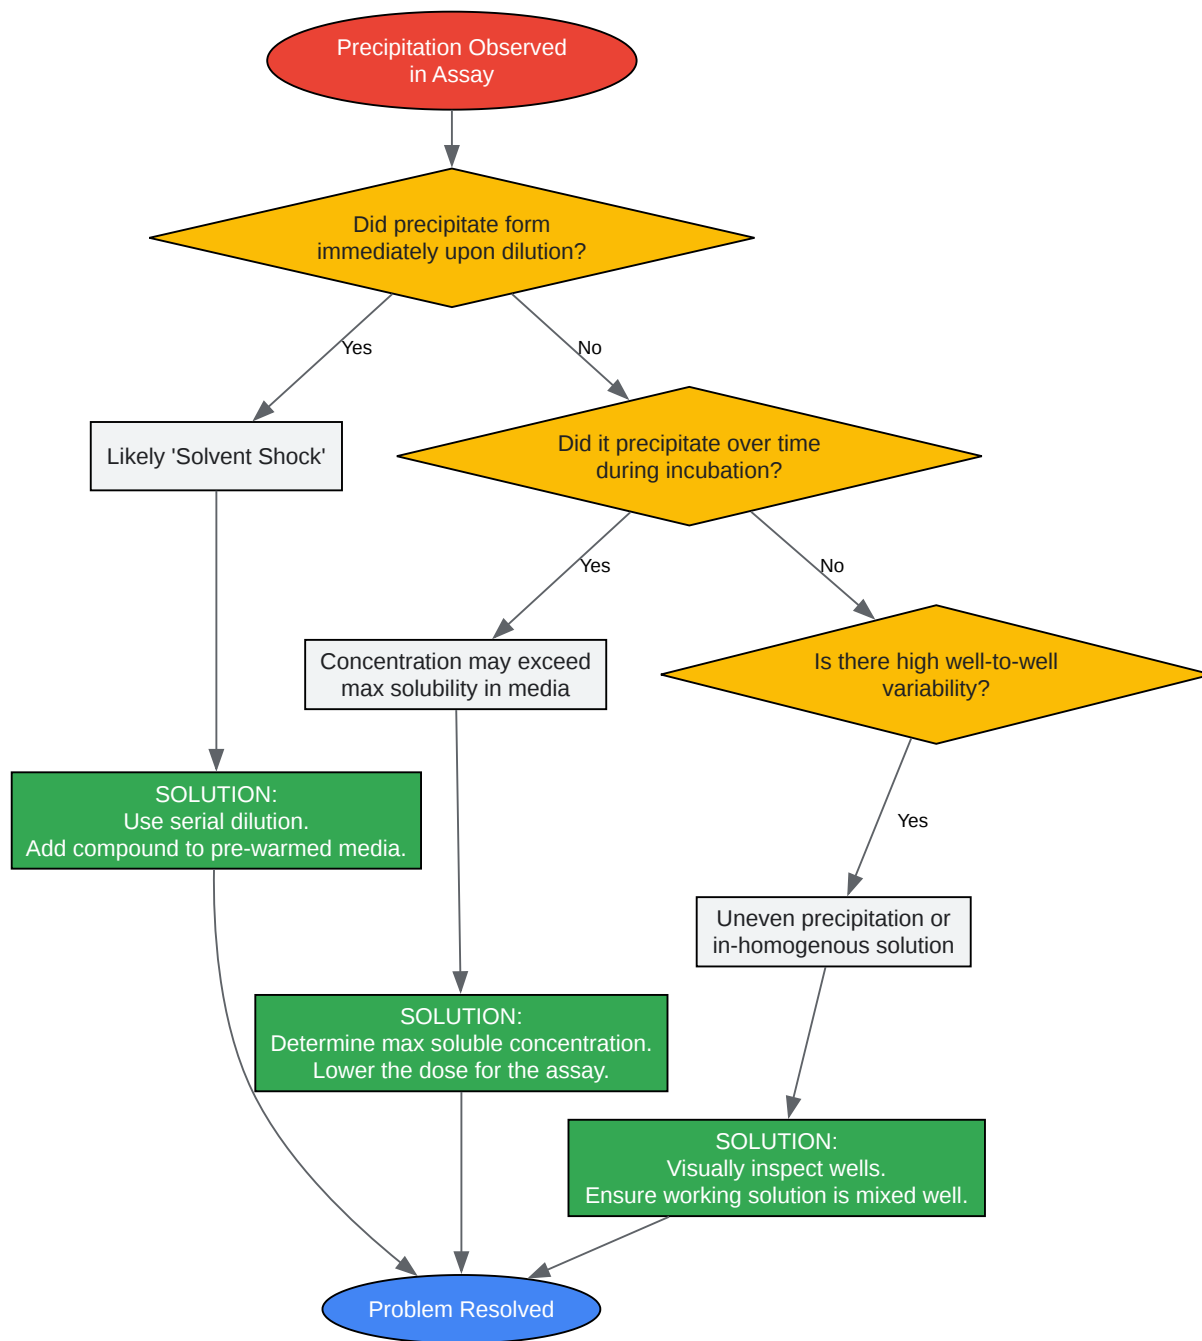 Precipitation Observed
in Assay
Did precipitate form
immediately upon dilution?
Yes
No
Likely 'Solvent Shock'
Did it precipitate over time
during incubation?
Yes
No
Concentration may exceed
max solubility in media
Is there high well-to-well
variability?
SOLUTION:
Use serial dilution.
Add compound to pre-warmed media.
Yes
Uneven precipitation or
in-homogenous solution
SOLUTION:
Determine max soluble concentration.
Lower the dose for the assay.
SOLUTION:
Visually inspect wells.
Ensure working solution is mixed well.
Problem Resolved